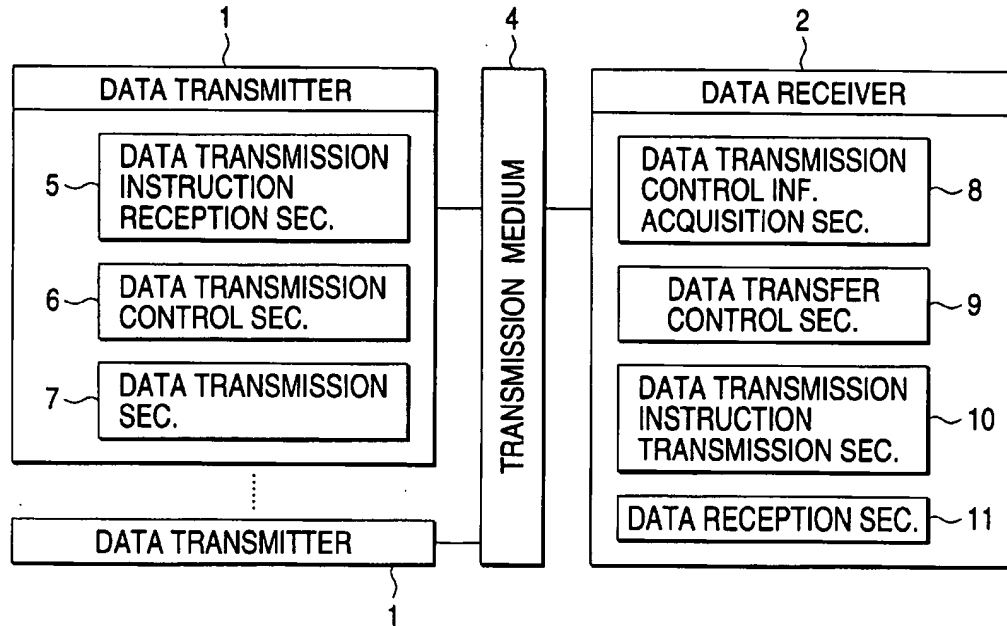 1
4
2
DATA TRANSMITTER
DATA RECEIVER
5
DATA TRANSMISSION
INSTRUCTION
RECEPTION SEC.
6
DATA TRANSMISSION
CONTROL SEC.
7
DATA TRANSMISSION
SEC.
DATA TRANSMITTER
1
TRANSMISSION MEDIUM
DATA TRANSMISSION
CONTROL INF.
ACQUISITION SEC.
8
DATA TRANSFER
CONTROL SEC.
9
DATA TRANSMISSION
INSTRUCTION
TRANSMISSION SEC.
10
DATA RECEPTION SEC.
11